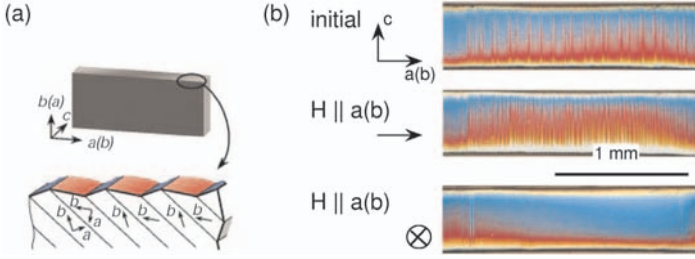 (a)
b(a)
c
a(b)
b b b b b
a a
(b)
initial
c
a(b)
H || a(b)
1 mm
H || a(b)